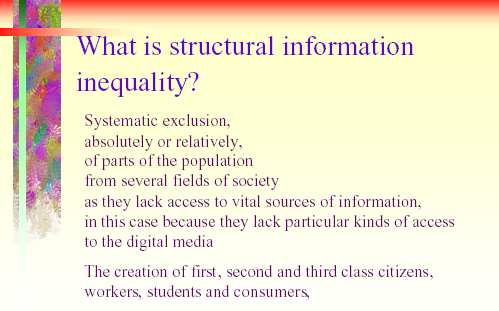 What is structural information
inequality?
Systematic exclusion,
absolutely or relatively,
of parts of the population
from several fields of society
as they lack access to vital sources of information,
in this case because they lack particular kinds of access
to the digital media
The creation of first, second and third class citizens,
workers, students and consumers,